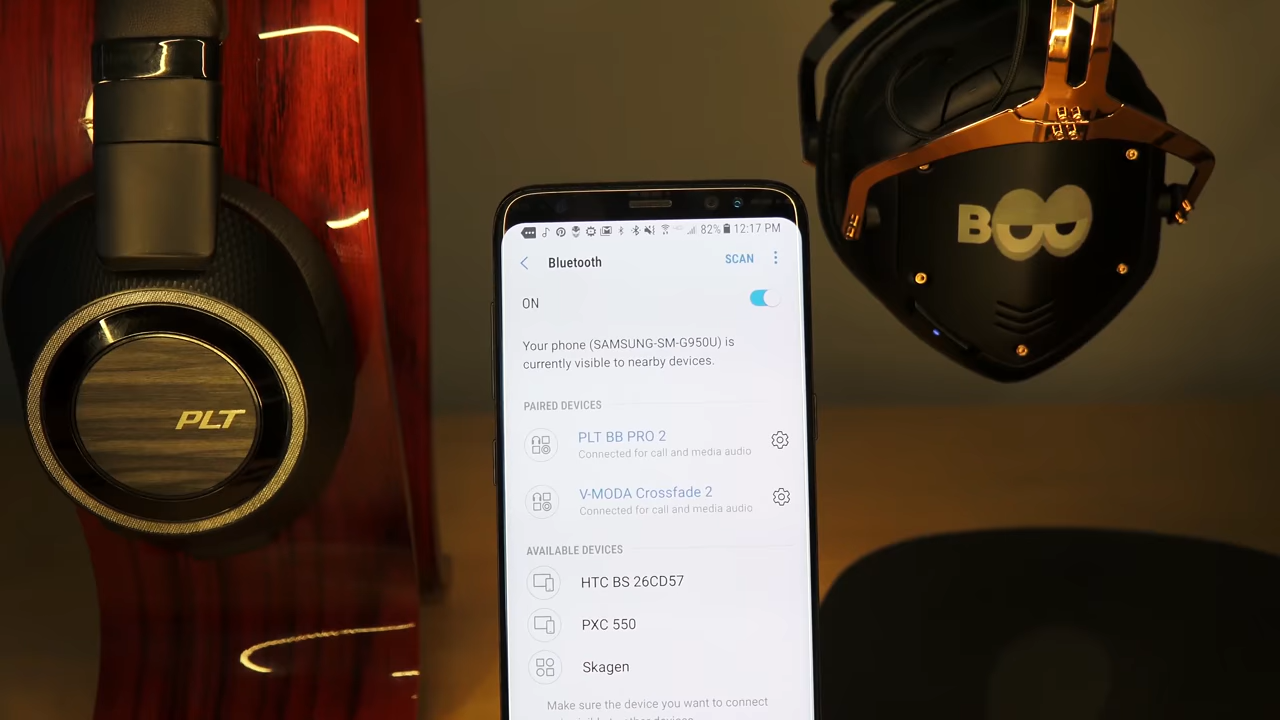 PLT
BOO
82% 12:17 PM
Bluetooth
SCAN
ON
Your phone (SAMSUNG-SM-G950U) is
currently visible to nearby devices.
PAIRED DEVICES
PLT BB PRO 2
Connected for call and media audio
V-MODA Crossfade 2
Connected for call and media audio
AVAILABLE DEVICES
HTC BS 26CD57
PXC 550
Skagen
Make sure the device you want to connect